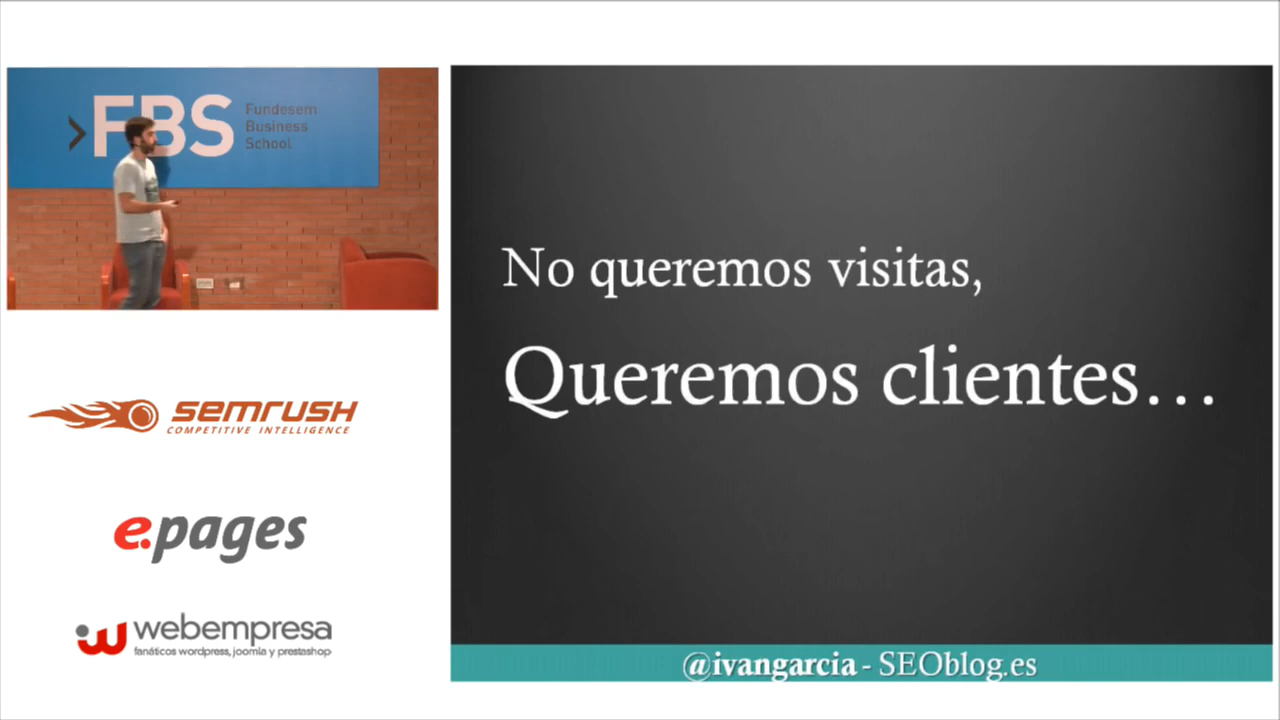 FBS
Fundesem
Business
School
No queremos visitas,
Queremos clientes...
semrush
COMPETITIVE INTELLIGENCE
e.pages
webempresa
fanáticos wordpress, joomla y prestashop
@ivangarcia - SEOblog.es